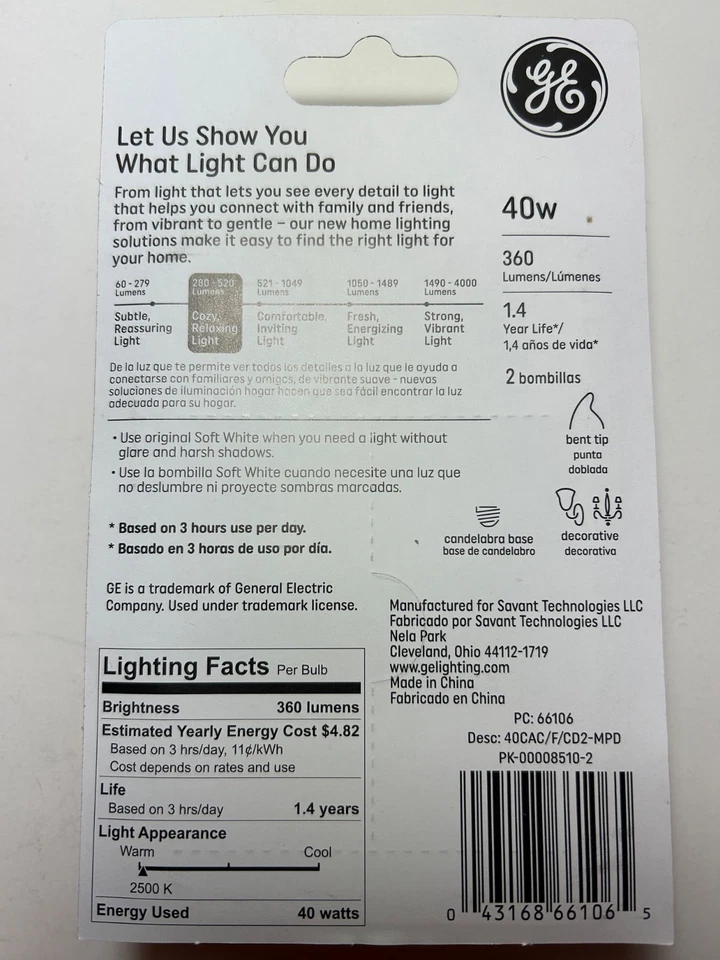 GE
Let Us Show You
What Light Can Do
From light that lets you see every detail to light
that helps you connect with family and friends,
from vibrant to gentle – our new home lighting
solutions make it easy to find the right light for
your home.
60 - 279
Lumens
280 - 520
Lumens
521 - 1049
Lumens
1050 - 1489
Lumens
1490 - 4000
Lumens
Subtle,
Reassuring
Light
Cozy,
Relaxing
Light
Comfortable,
Inviting
Light
Fresh,
Energizing
Light
Strong,
Vibrant
Light
De la luz que te permite ver todos los detalles a la luz que le ayuda a
conectarse con familiares y amigos, de vibrante suave - nuevas
soluciones de iluminación hogar hacen que sea fácil encontrar la luz
adecuada para su hogar.
• Use original Soft White when you need a light without
glare and harsh shadows.
• Use la bombilla Soft White cuando necesite una luz que
no deslumbre ni proyecte sombras marcadas.
* Based on 3 hours use per day.
* Basado en 3 horas de uso por día.
GE is a trademark of General Electric
Company. Used under trademark license.
40w
360
Lumens/Lúmenes
1.4
Year Life*/
1,4 años de vida*
2 bombillas
bent tip
punta
doblada
candelabra base
base de candelabro
decorative
decorativa
Manufactured for Savant Technologies LLC
Fabricado por Savant Technologies LLC
Nela Park
Cleveland, Ohio 44112-1719
www.gelighting.com
Made in China
Fabricado en China
PC: 66106
Desc: 40CAC/F/CD2-MPD
PK-00008510-2
0 43168 66106 5
Lighting Facts Per Bulb
Brightness 360 lumens
Estimated Yearly Energy Cost $4.82
Based on 3 hrs/day, 11¢/kWh
Cost depends on rates and use
Life
Based on 3 hrs/day 1.4 years
Light Appearance
Warm Cool
2500 K
Energy Used 40 watts